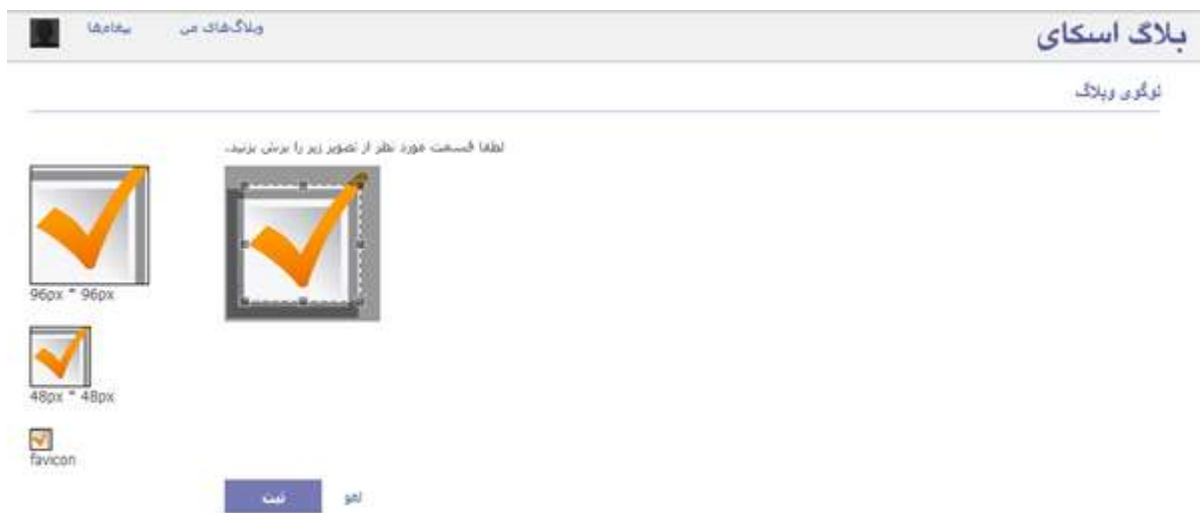 بلاگ اسکای
وبلاگ‌های من
پیغام‌ها
لوگوی وبلاگ
لطفا قسمت مورد نظر از تصویر زیر را برش بزنید.
96px * 96px
48px * 48px
favicon
لغو
ثبت